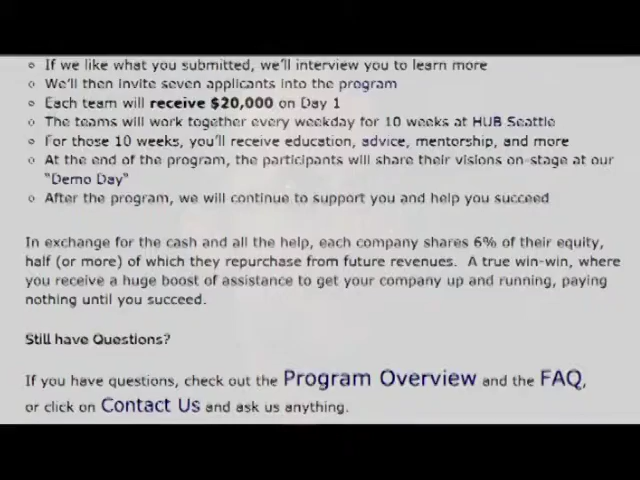 If we like what you submitted, we'll interview you to learn more
We'll then invite seven applicants into the program
Each team will receive $20,000 on Day 1
The teams will work together every weekday for 10 weeks at HUB Seattle
For those 10 weeks, you'll receive education, advice, mentorship, and more
At the end of the program, the participants will share their visions on-stage at our
"Demo Day"
After the program, we will continue to support you and help you succeed
In exchange for the cash and all the help, each company shares 6% of their equity,
half (or more) of which they repurchase from future revenues.  A true win-win, where
you receive a huge boost of assistance to get your company up and running, paying
nothing until you succeed.
Still have Questions?
If you have questions, check out the Program Overview and the FAQ,
or click on Contact Us and ask us anything.